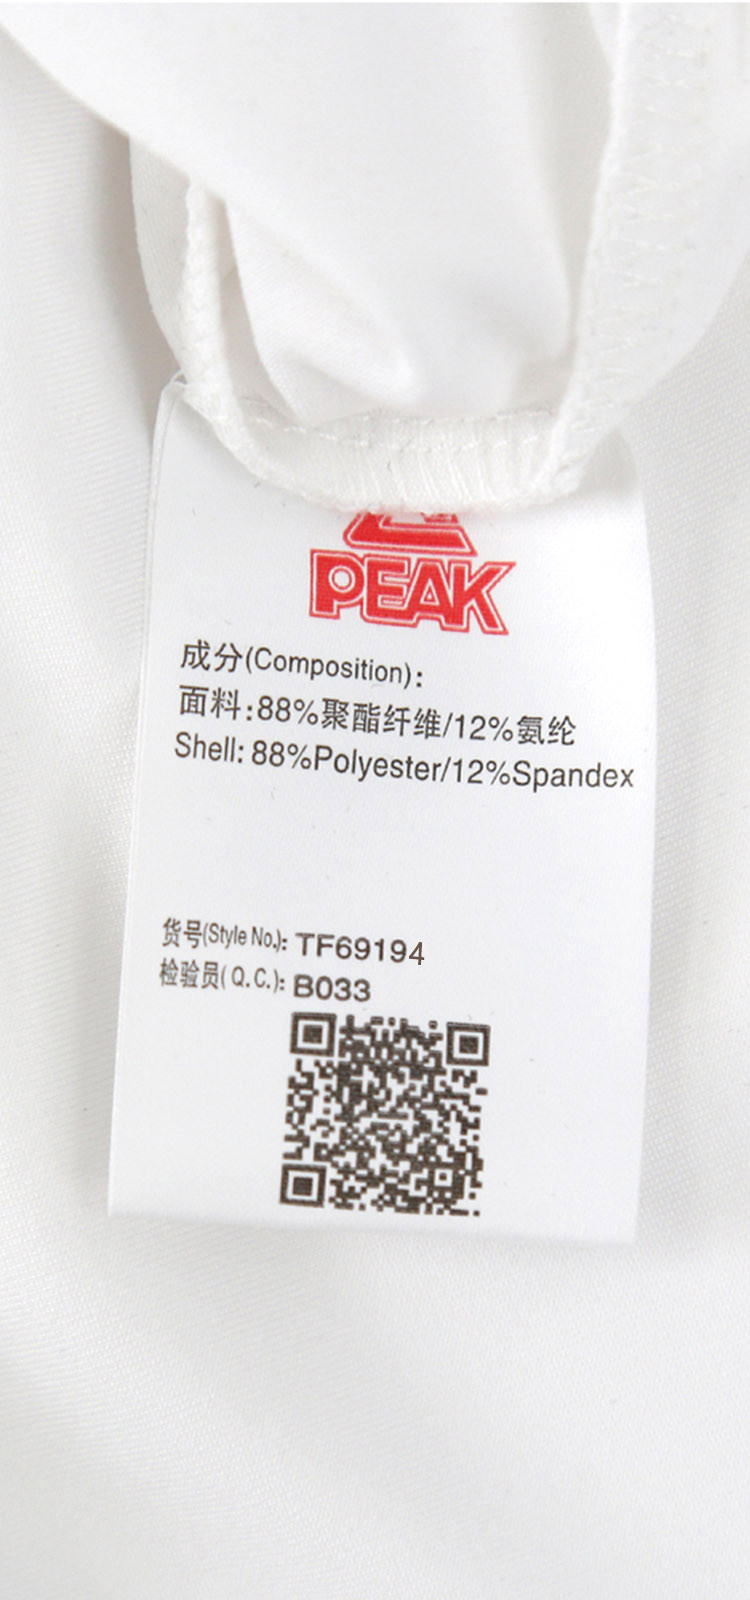 PEAK
成分(Composition):
面料:88%聚酯纤维/12%氨纶
Shell: 88%Polyester/12%Spandex
货号(Style No.): TF69194
检验员(Q.C.): B033